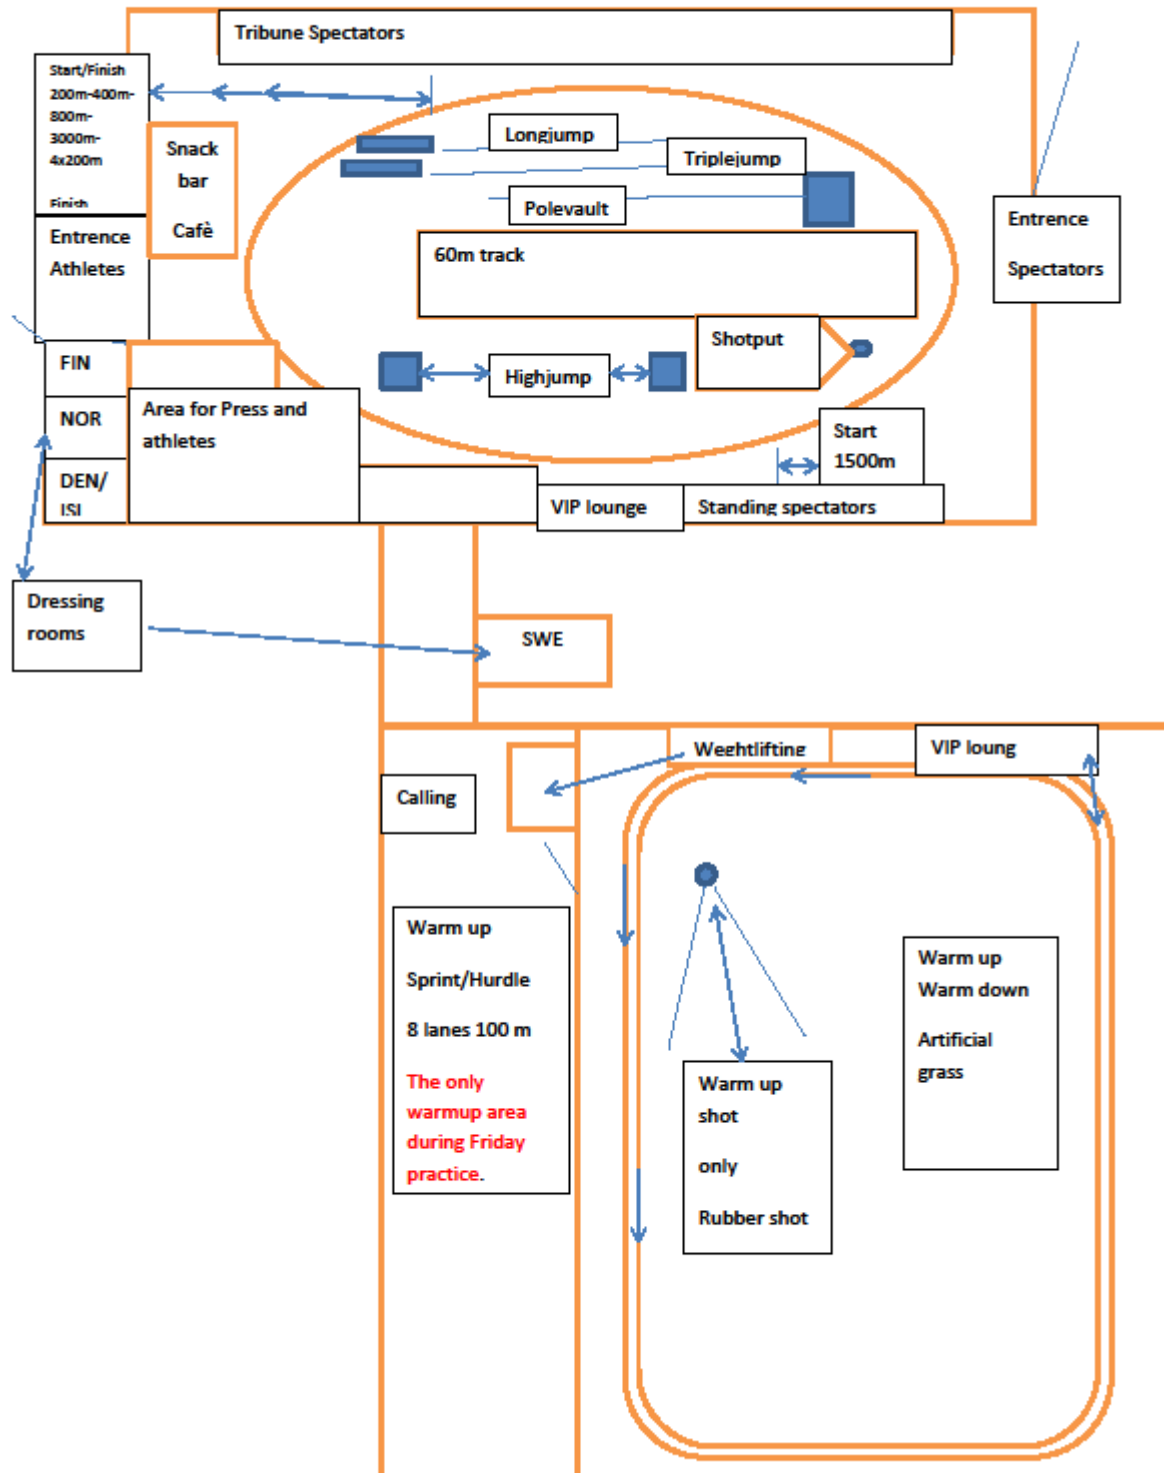 Tribune Spectators
Start/Finish
200m-400m-
800m-
3000m-
4x200m
Finish
Snack
bar
Cafè
Longjump
Triplejump
Polevault
60m track
Entrence
Athletes
Entrence
Spectators
Shotput
Highjump
FIN
NOR
DEN/
ISL
Area for Press and
athletes
Start
1500m
VIP lounge
Standing spectators
Dressing
rooms
SWE
Weghtlifting
VIP loung
Calling
Warm up
Sprint/Hurdle
8 lanes 100 m
The only
warmup area
during Friday
practice.
Warm up
shot
only
Rubber shot
Warm up
Warm down
Artificial
grass